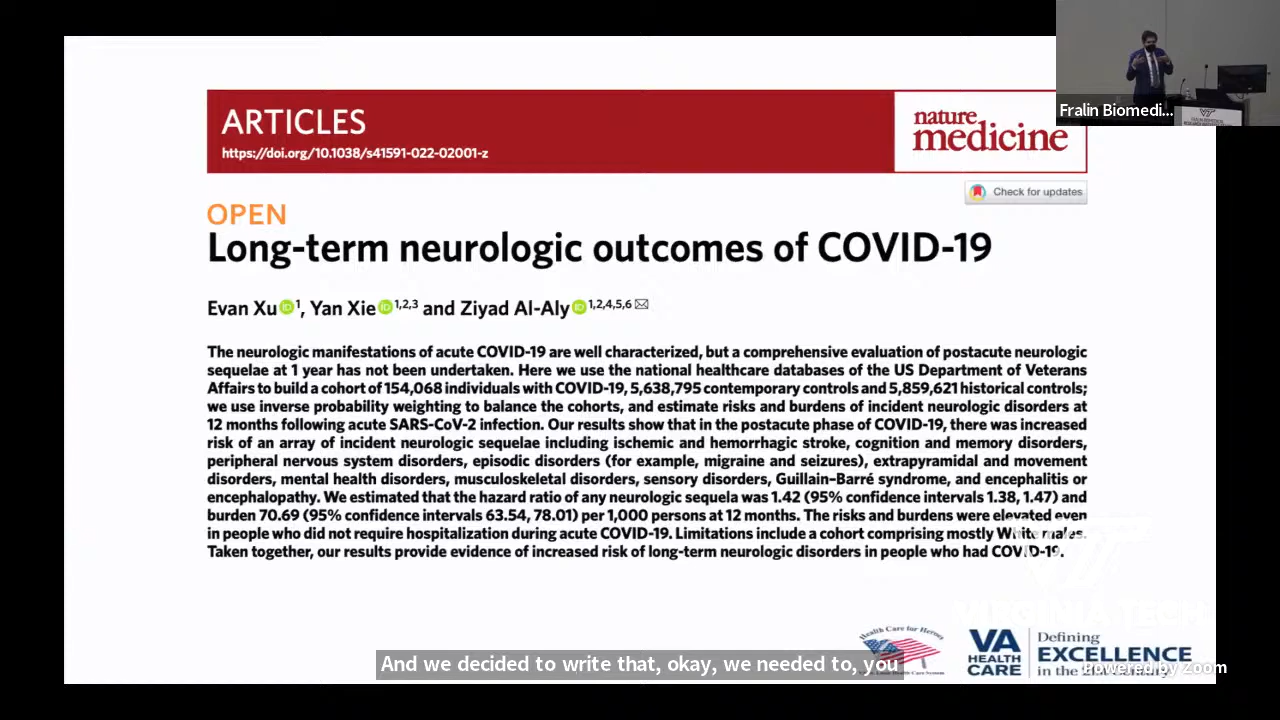 Fralin Biomedi...
ARTICLES
https://doi.org/10.1038/s41591-022-02001-z
nature
medicine
Check for updates
OPEN
Long-term neurologic outcomes of COVID-19
Evan Xu 1, Yan Xie 1,2,3 and Ziyad Al-Aly 1,2,4,5,6
The neurologic manifestations of acute COVID-19 are well characterized, but a comprehensive evaluation of postacute neurologic
sequelae at 1 year has not been undertaken. Here we use the national healthcare databases of the US Department of Veterans
Affairs to build a cohort of 154,068 individuals with COVID-19, 5,638,795 contemporary controls and 5,859,621 historical controls;
we use inverse probability weighting to balance the cohorts, and estimate risks and burdens of incident neurologic disorders at
12 months following acute SARS-CoV-2 infection. Our results show that in the postacute phase of COVID-19, there was increased
risk of an array of incident neurologic sequelae including ischemic and hemorrhagic stroke, cognition and memory disorders,
peripheral nervous system disorders, episodic disorders (for example, migraine and seizures), extrapyramidal and movement
disorders, mental health disorders, musculoskeletal disorders, sensory disorders, Guillain–Barré syndrome, and encephalitis or
encephalopathy. We estimated that the hazard ratio of any neurologic sequela was 1.42 (95% confidence intervals 1.38, 1.47) and
burden 70.69 (95% confidence intervals 63.54, 78.01) per 1,000 persons at 12 months. The risks and burdens were elevated even
in people who did not require hospitalization during acute COVID-19. Limitations include a cohort comprising mostly White males.
Taken together, our results provide evidence of increased risk of long-term neurologic disorders in people who had COVID-19.
VIRGINIA TECH
Health Care for Heroes
VA
HEALTH
CARE
Defining
EXCELLENCE
in the 21st Century
And we decided to write that, okay, we needed to, you
Powered by Zoom